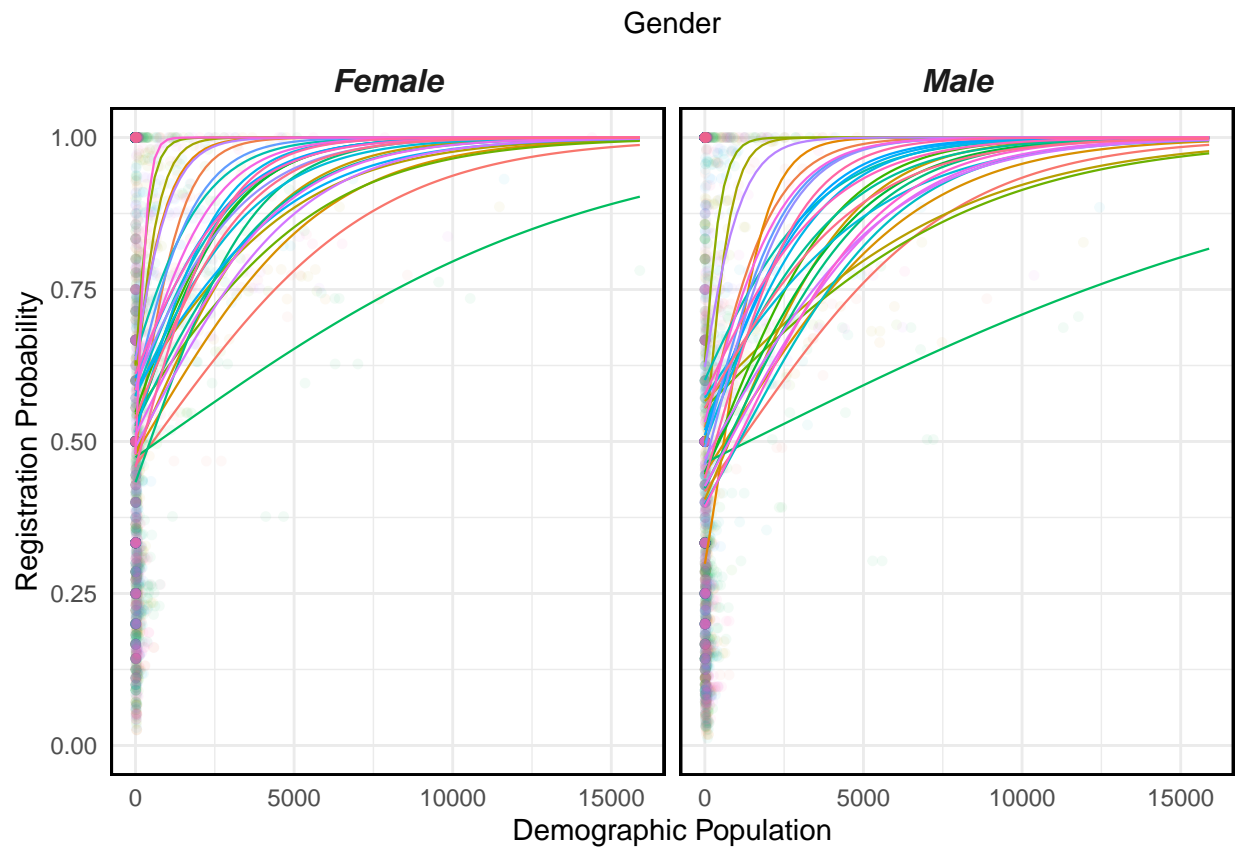 Gender
Female
Male
Registration Probability
1.00
0.75
0.50
0.25
0.00
0 5000 10000 15000
0 5000 10000 15000
Demographic Population